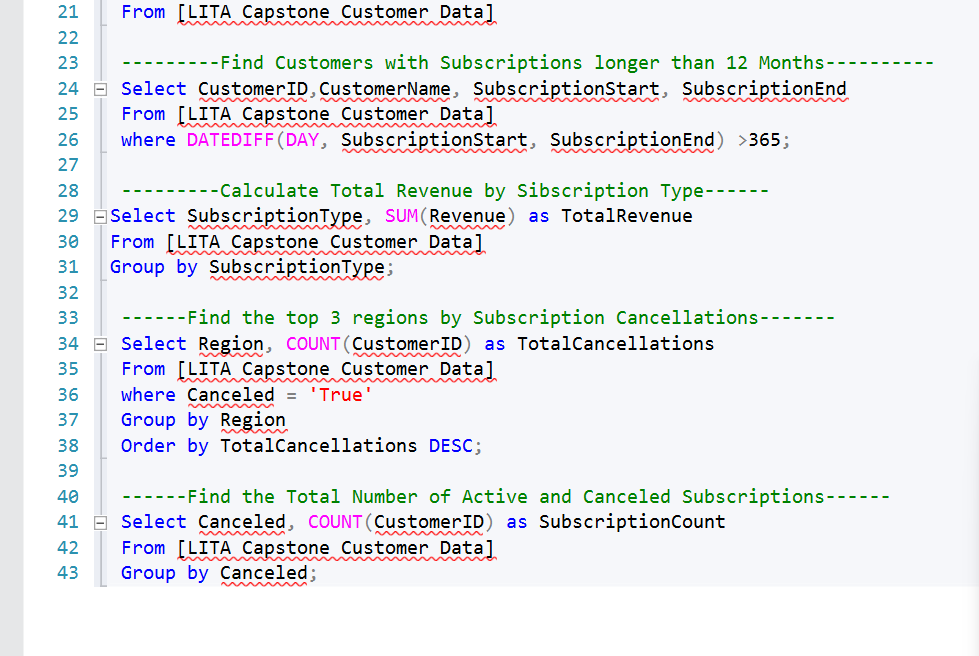 21 From [LITA Capstone Customer Data]
22
23 ---------Find Customers with Subscriptions longer than 12 Months----------
24 Select CustomerID,CustomerName, SubscriptionStart, SubscriptionEnd
25 From [LITA Capstone Customer Data]
26 where DATEDIFF(DAY, SubscriptionStart, SubscriptionEnd) >365;
27
28 ---------Calculate Total Revenue by Sibscription Type------
29 Select SubscriptionType, SUM(Revenue) as TotalRevenue
30 From [LITA Capstone Customer Data]
31 Group by SubscriptionType;
32
33 ------Find the top 3 regions by Subscription Cancellations-------
34 Select Region, COUNT(CustomerID) as TotalCancellations
35 From [LITA Capstone Customer Data]
36 where Canceled = 'True'
37 Group by Region
38 Order by TotalCancellations DESC;
39
40 ------Find the Total Number of Active and Canceled Subscriptions------
41 Select Canceled, COUNT(CustomerID) as SubscriptionCount
42 From [LITA Capstone Customer Data]
43 Group by Canceled;